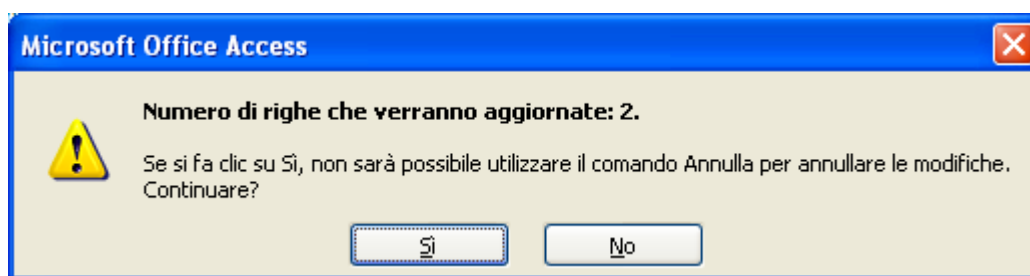 Microsoft Office Access
Numero di righe che verranno aggiornate: 2.
Se si fa clic su Sì, non sarà possibile utilizzare il comando Annulla per annullare le modifiche.
Continuare?
Sì
No